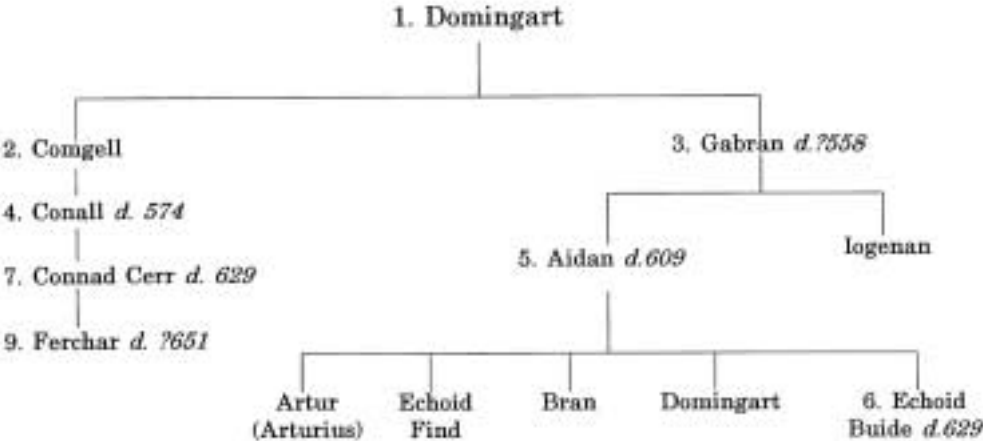 1. Domingart
2. Comgell
3. Gabran d.?558
4. Conall d. 574
5. Aidan d.609
Iogenan
7. Connad Cerr d. 629
9. Ferchar d. ?651
Artur
(Arturius)
Echoid
Find
Bran
Domingart
6. Echoid
Buide d.629